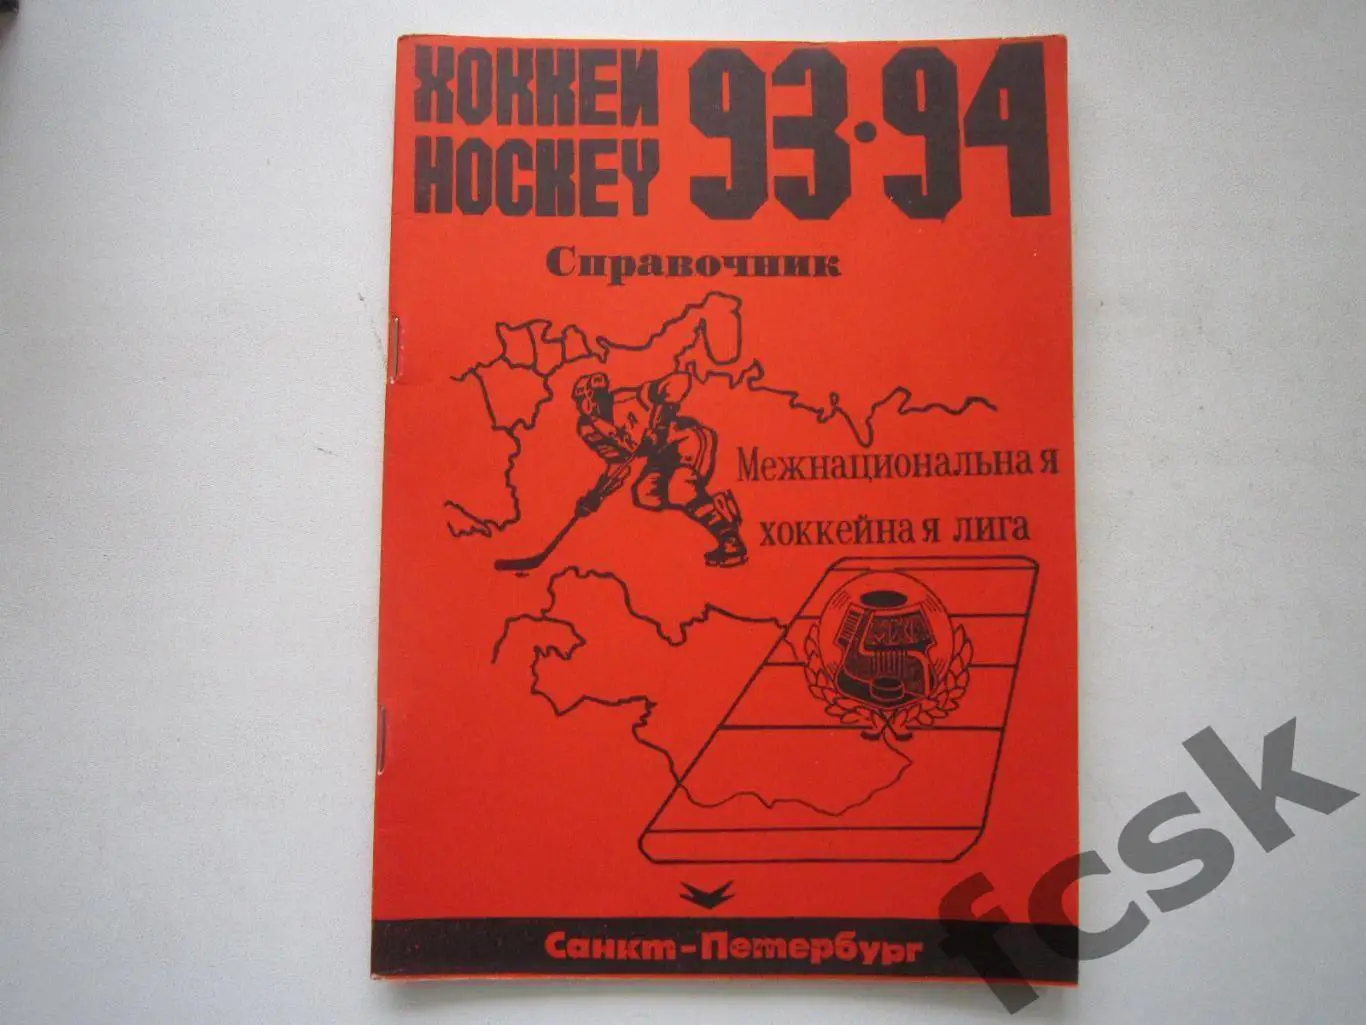 ХОККЕЙ 93·94
HOCKEY
Справочник
Межнациональная
хоккейная лига
МХЛ
Санкт-Петербург
fcsk